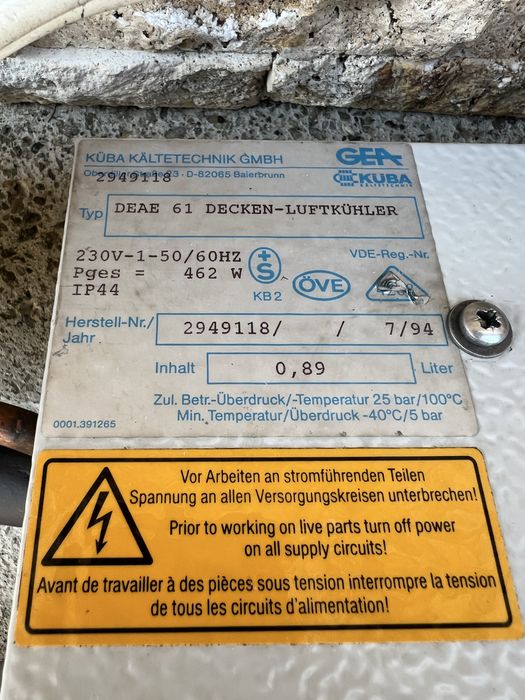 KÜBA KÄLTETECHNIK GMBH
GEA
D-82065 Baierbrunn
2949118
KÜBA
KÄLTETECHNIK
Typ DEAE 61 DECKEN-LUFTKÜHLER
230V-1-50/60HZ
VDE-Reg.-Nr.
Pges = 462 W
+S
IP44
KB2
ÖVE
Herstell-Nr./
Jahr
2949118/ / 7/94
Inhalt 0,89 Liter
Zul. Betr.-Überdruck/-Temperatur 25 bar/100°C
Min. Temperatur/Überdruck -40°C/5 bar
0001.391265
Vor Arbeiten an stromführenden Teilen
Spannung an allen Versorgungskreisen unterbrechen!
Prior to working on live parts turn off power
on all supply circuits!
Avant de travailler à des pièces sous tension interrompre la tension
de tous les circuits d'alimentation!